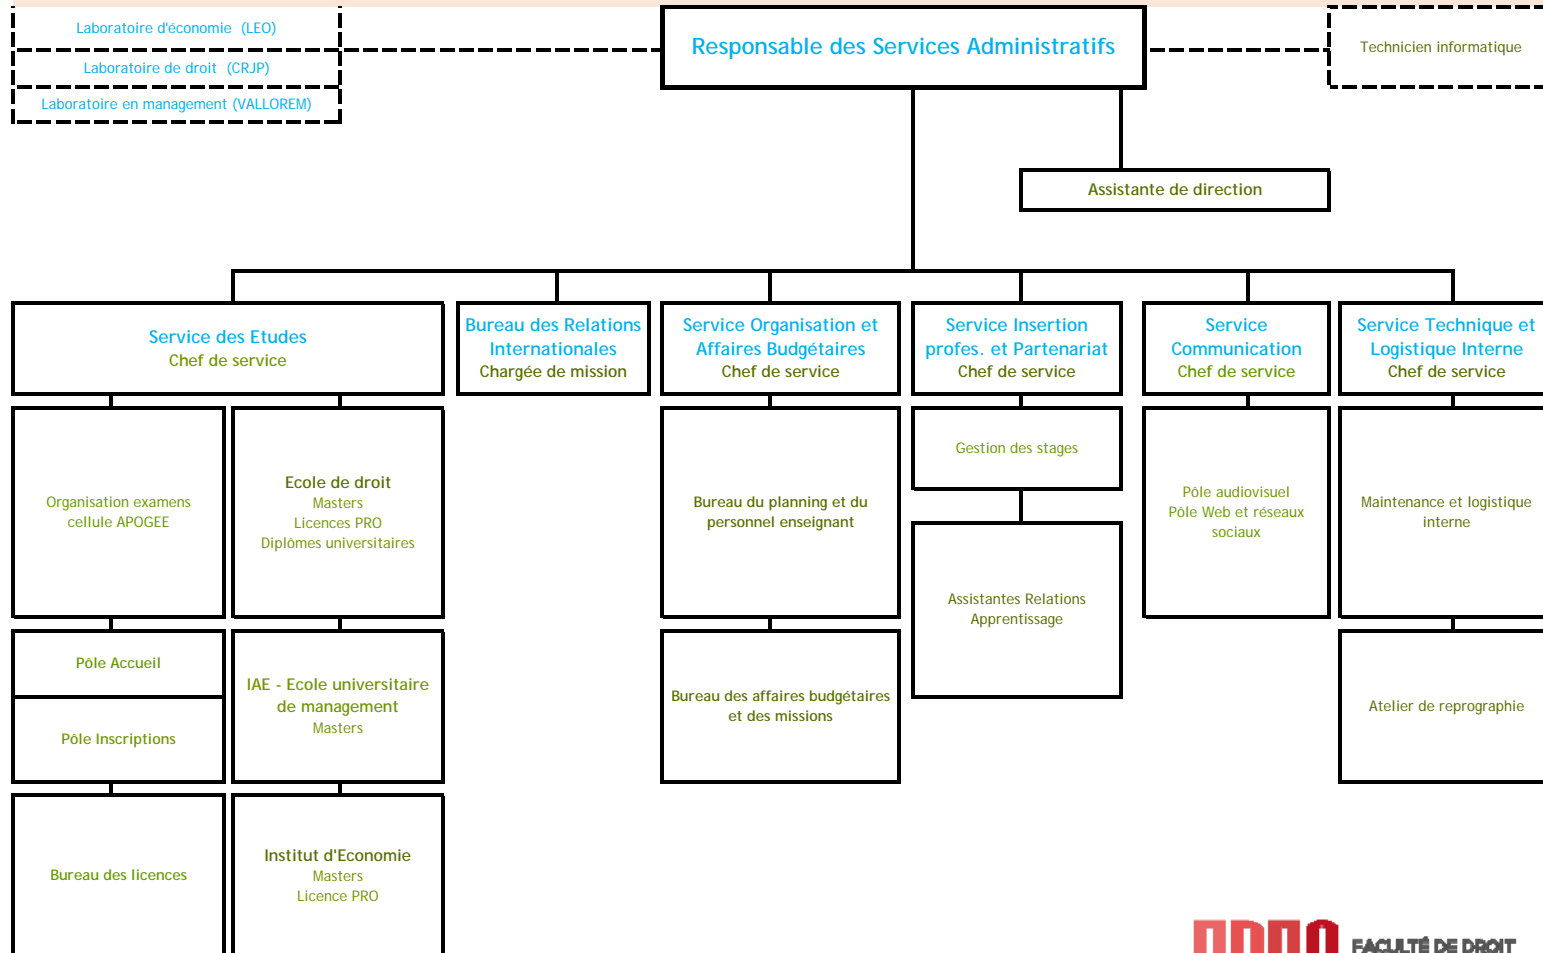 Laboratoire d'économie (LEO)
Laboratoire de droit (CRJP)
Laboratoire en management (VALLOREM)
Responsable des Services Administratifs
Technicien informatique
Assistante de direction
Service des Etudes
Chef de service
Bureau des Relations
Internationales
Chargée de mission
Service Organisation et
Affaires Budgétaires
Chef de service
Service Insertion
profes. et Partenariat
Chef de service
Service
Communication
Chef de service
Service Technique et
Logistique Interne
Chef de service
Organisation examens
cellule APOGEE
Ecole de droit
Masters
Licences PRO
Diplômes universitaires
Bureau du planning et du
personnel enseignant
Gestion des stages
Assistantes Relations
Apprentissage
Pôle audiovisuel
Pôle Web et réseaux
sociaux
Maintenance et logistique
interne
Pôle Accueil
Pôle Inscriptions
IAE - Ecole universitaire
de management
Masters
Bureau des affaires budgétaires
et des missions
Atelier de reprographie
Bureau des licences
Institut d'Economie
Masters
Licence PRO
FACULTÉ DE DROIT